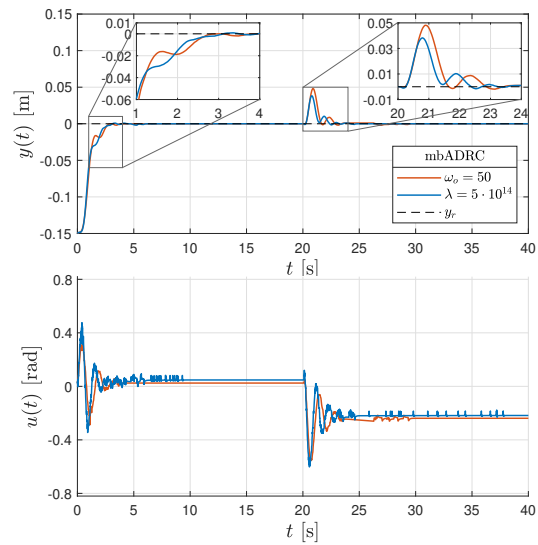 0.15
0.10
0.05
0
-0.05
-0.1
-0.15
y(t) [m]
0.01
0
-0.01
-0.02
-0.04
-0.06
1 2 3 4
0.05
0.03
0.01
-0.01
20 21 22 23 24
mbADRC
ω_o = 50
λ = 5 · 10^14
y_r
0 5 10 15 20 25 30 35 40
t [s]
0.8
0.4
0
-0.4
-0.8
u(t) [rad]
0 5 10 15 20 25 30 35 40
t [s]